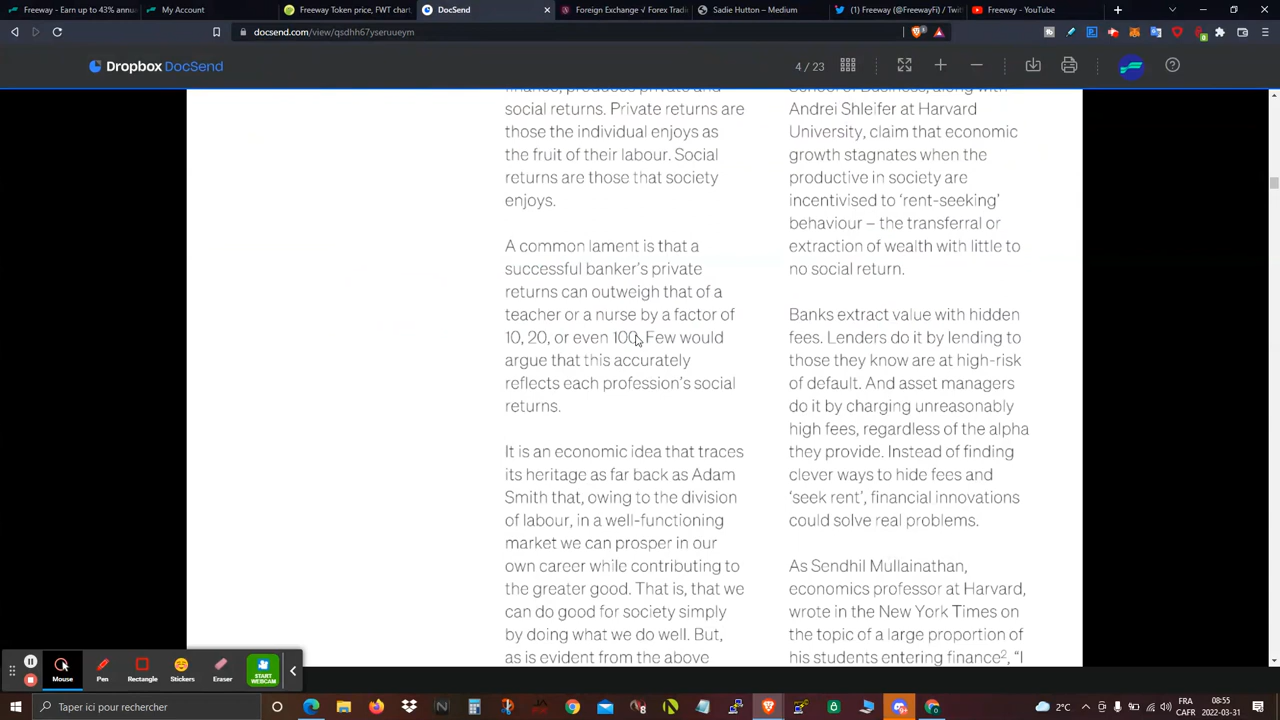 Freeway - Earn up to 43% annua
My Account
Freeway Token price, FWT chart,
DocSend
Foreign Exchange √ Forex Tradi
Sadie Hutton – Medium
(1) Freeway (@FreewayFi) / Twitt
Freeway - YouTube
docsend.com/view/qsdhh67yseruueym
Dropbox DocSend
4 / 23
finance, produces private and
social returns. Private returns are
those the individual enjoys as
the fruit of their labour. Social
returns are those that society
enjoys.
A common lament is that a
successful banker's private
returns can outweigh that of a
teacher or a nurse by a factor of
10, 20, or even 100. Few would
argue that this accurately
reflects each profession's social
returns.
It is an economic idea that traces
its heritage as far back as Adam
Smith that, owing to the division
of labour, in a well-functioning
market we can prosper in our
own career while contributing to
the greater good. That is, that we
can do good for society simply
by doing what we do well. But,
as is evident from the above
School of Business, along with
Andrei Shleifer at Harvard
University, claim that economic
growth stagnates when the
productive in society are
incentivised to 'rent-seeking'
behaviour – the transferral or
extraction of wealth with little to
no social return.
Banks extract value with hidden
fees. Lenders do it by lending to
those they know are at high-risk
of default. And asset managers
do it by charging unreasonably
high fees, regardless of the alpha
they provide. Instead of finding
clever ways to hide fees and
'seek rent', financial innovations
could solve real problems.
As Sendhil Mullainathan,
economics professor at Harvard,
wrote in the New York Times on
the topic of a large proportion of
his students entering finance², "I
Mouse
Pen
Rectangle
Stickers
Eraser
START
WEBCAM
Taper ici pour rechercher
2°C
FRA
CAFR
08:55
2022-03-31